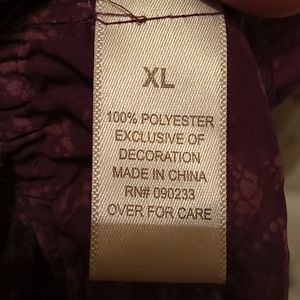 XL
100% POLYESTER
EXCLUSIVE OF
DECORATION
MADE IN CHINA
RN# 090233
OVER FOR CARE